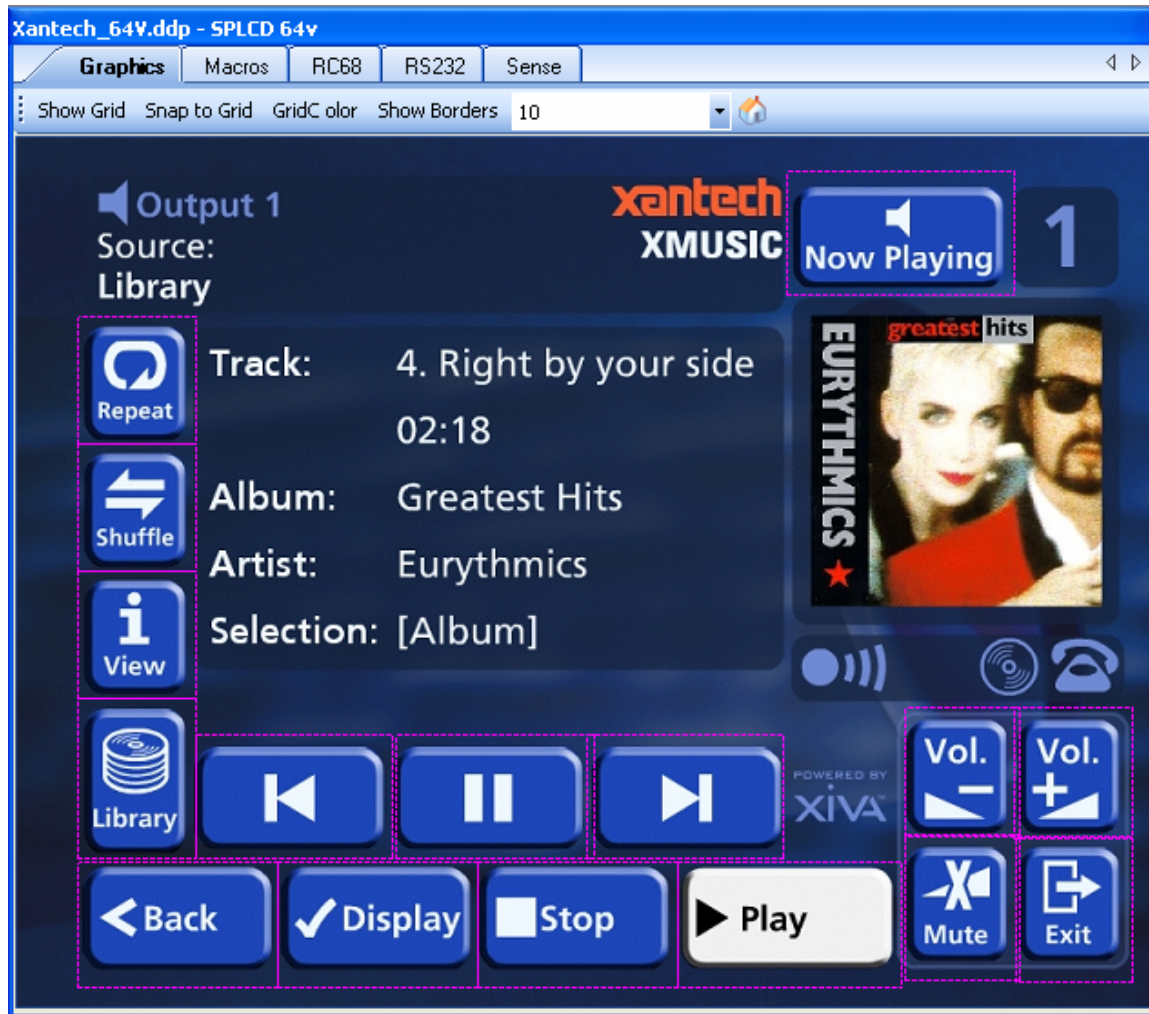 Xantech_64V.ddp - SPLCD 64v
Graphics Macros RC68 RS232 Sense
Show Grid Snap to Grid GridC olor Show Borders 10
Output 1
Source:
Library
xantech
XMUSIC
Now Playing
1
Repeat
Track: 4. Right by your side
02:18
greatest hits
EURYTHMICS
Shuffle
Album: Greatest Hits
Artist: Eurythmics
View
Selection: [Album]
Library
POWERED BY
XiVA
Vol.
Vol.
Back
Display
Stop
Play
Mute
Exit